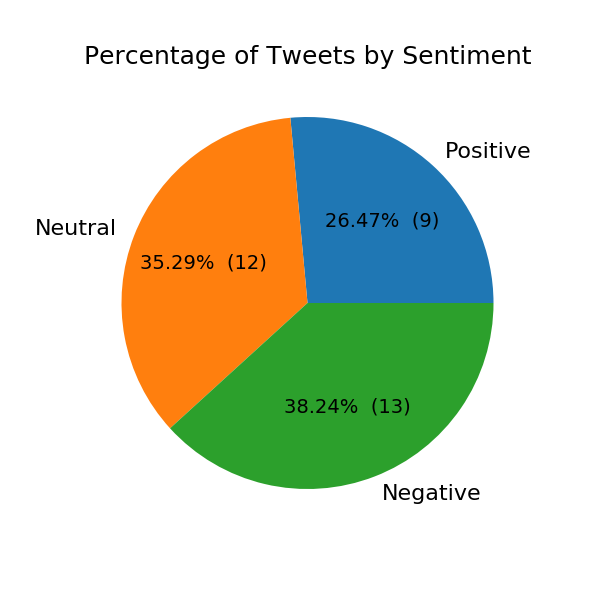 Percentage of Tweets by Sentiment
Positive
26.47%  (9)
Neutral
35.29%  (12)
38.24%  (13)
Negative